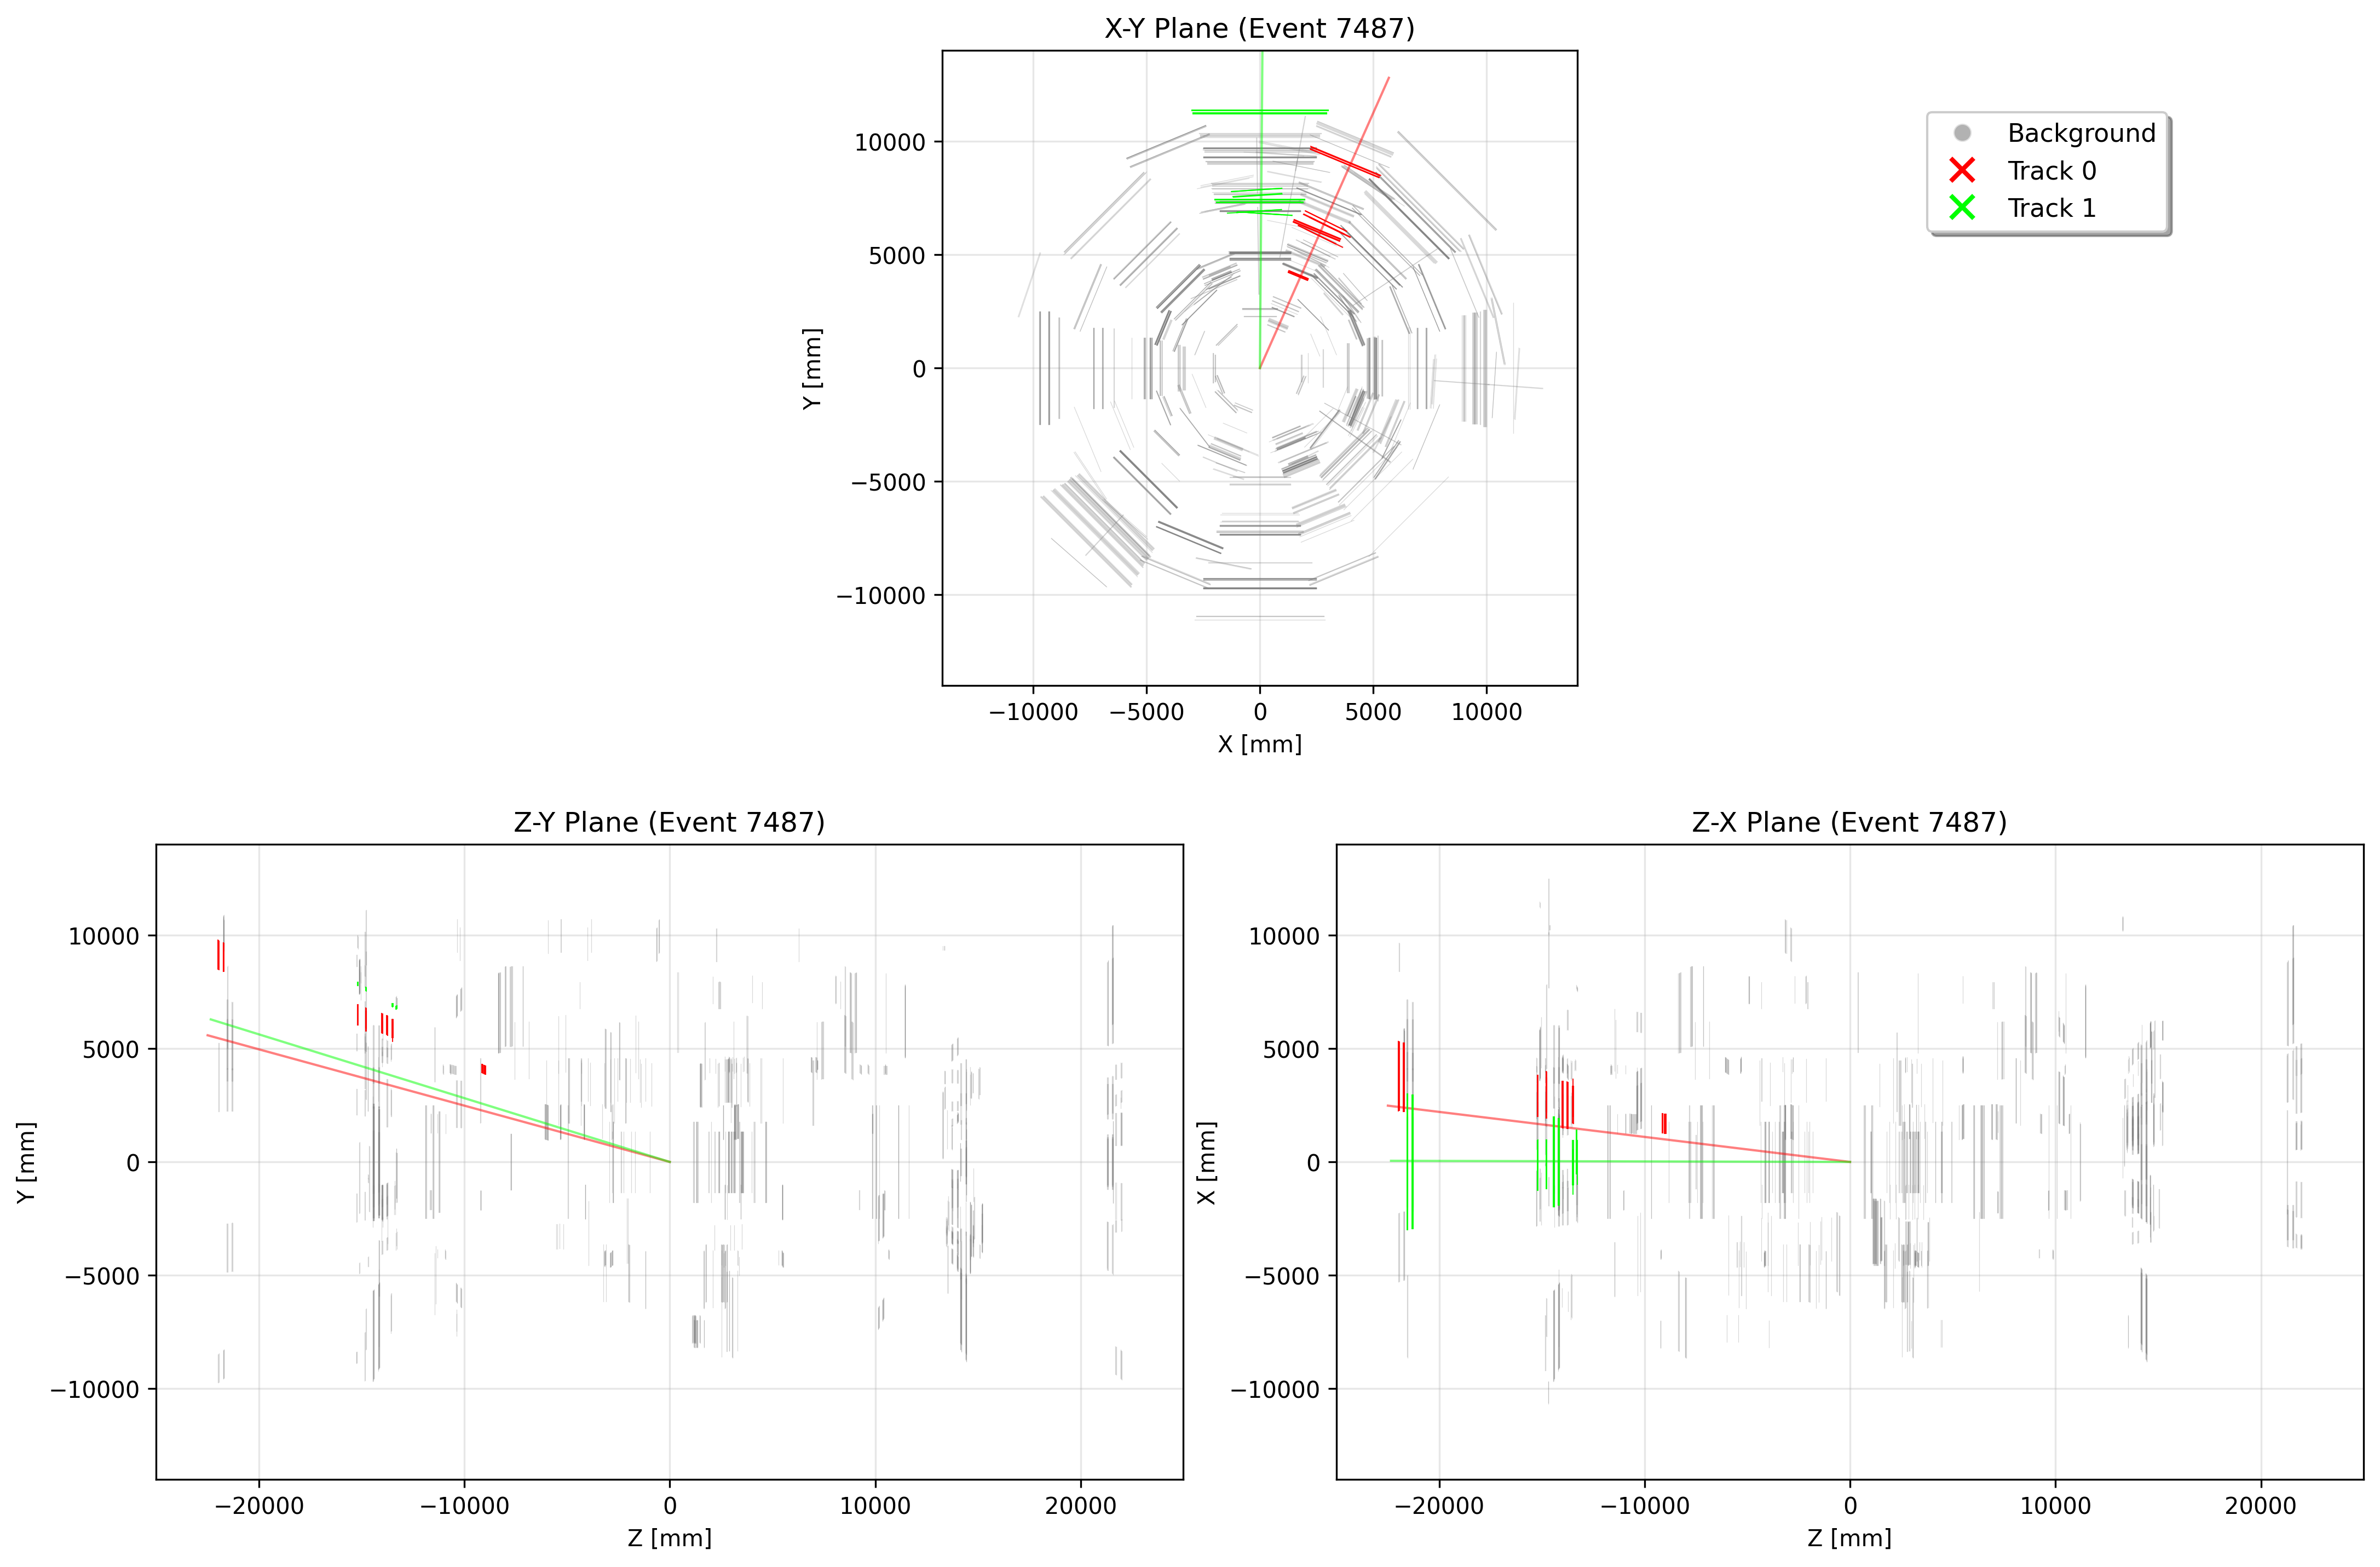 X-Y Plane (Event 7487)
Background
Track 0
Track 1
10000
5000
0
−5000
−10000
Y [mm]
−10000 −5000 0 5000 10000
X [mm]
Z-Y Plane (Event 7487)
10000
5000
0
−5000
−10000
Y [mm]
−20000 −10000 0 10000 20000
Z [mm]
Z-X Plane (Event 7487)
10000
5000
0
−5000
−10000
X [mm]
−20000 −10000 0 10000 20000
Z [mm]